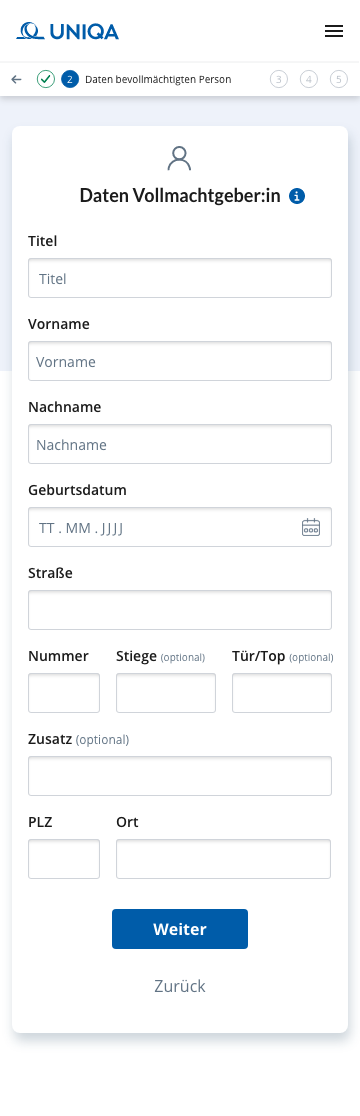 UNIQA
2 Daten bevollmächtigten Person 3 4 5
Daten Vollmachtgeber:in i
Titel
Titel
Vorname
Vorname
Nachname
Nachname
Geburtsdatum
TT . MM . JJJJ
Straße
Nummer Stiege (optional) Tür/Top (optional)
Zusatz (optional)
PLZ Ort
Weiter
Zurück